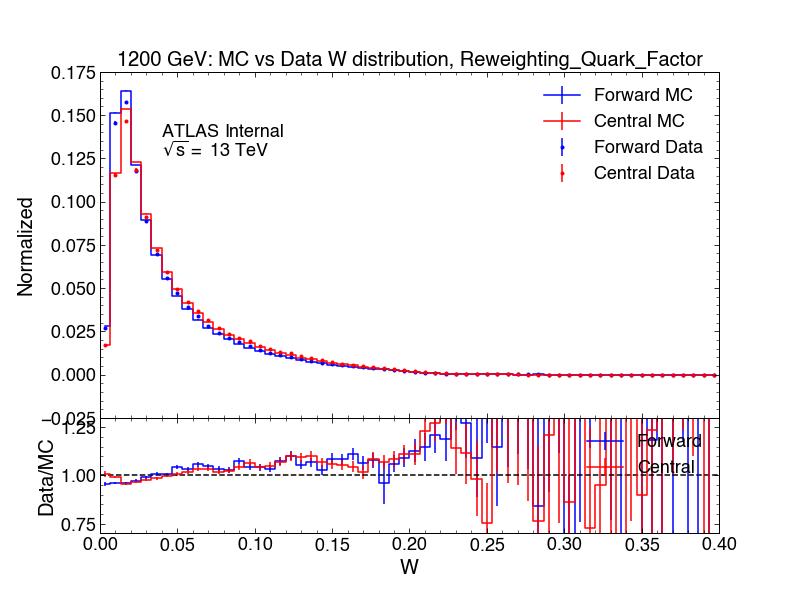 1200 GeV: MC vs Data W distribution, Reweighting_Quark_Factor
0.175
0.150
0.125
0.100
0.075
0.050
0.025
0.000
−0.025
Normalized
ATLAS Internal
√s = 13 TeV
Forward MC
Central MC
Forward Data
Central Data
1.25
1.00
0.75
Data/MC
Forward
Central
0.00 0.05 0.10 0.15 0.20 0.25 0.30 0.35 0.40
W